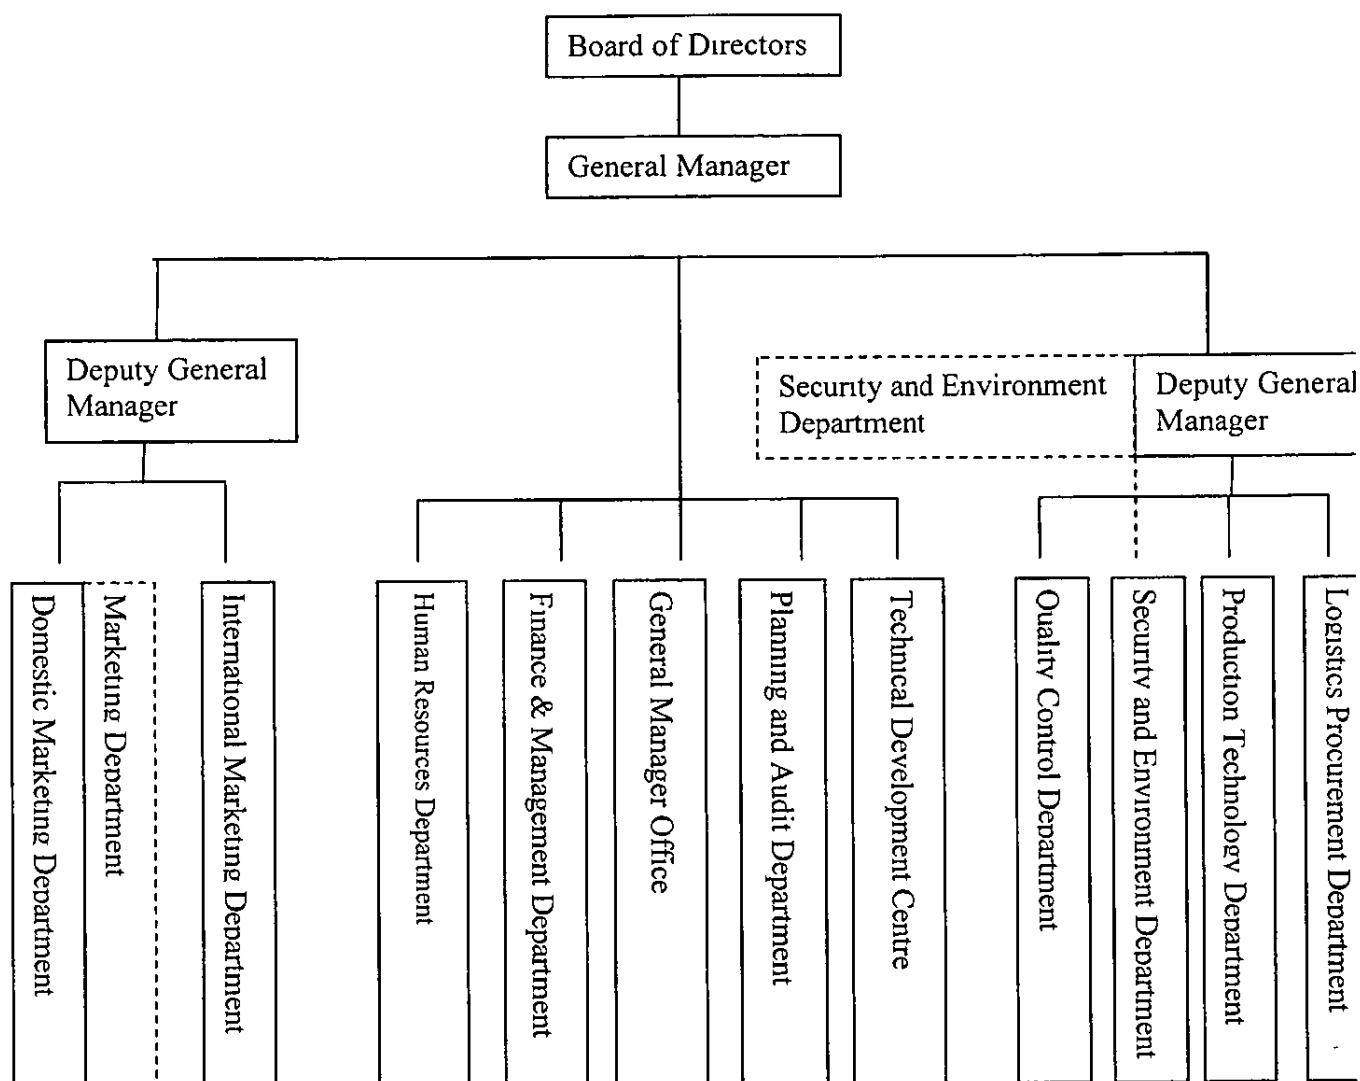 Board of Directors
General Manager
Deputy General
Manager
Security and Environment
Department
Deputy General
Manager
Domestic Marketing Department
Marketing Department
International Marketing Department
Human Resources Department
Finance & Management Department
General Manager Office
Planning and Audit Department
Technical Development Centre
Quality Control Department
Security and Environment Department
Production Technology Department
Logistics Procurement Department